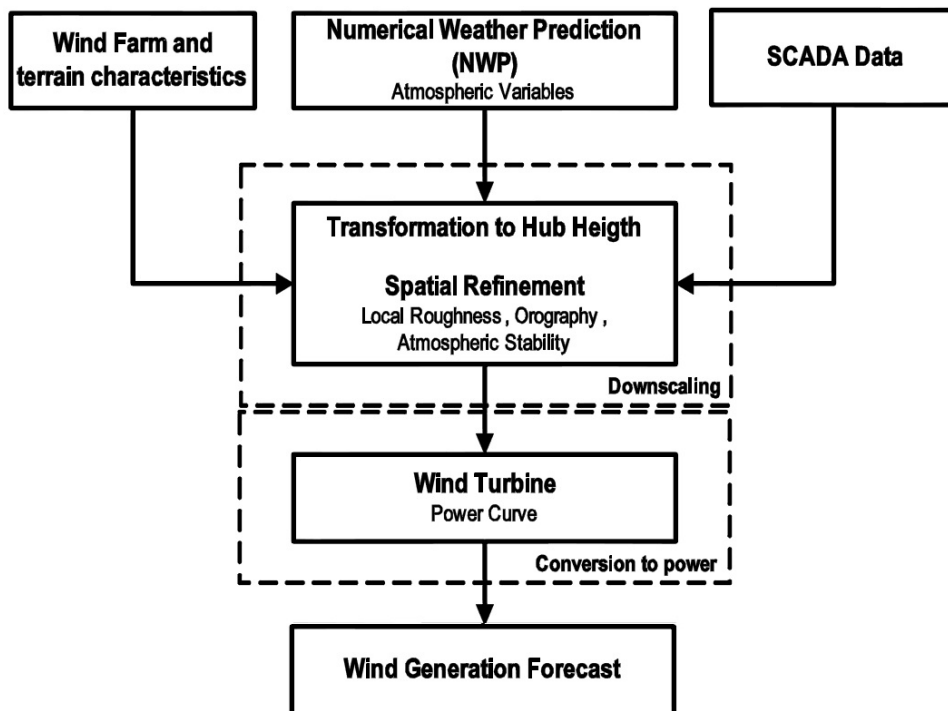 Wind Farm and
terrain characteristics
Numerical Weather Prediction
(NWP)
Atmospheric Variables
SCADA Data
Transformation to Hub Heigth
Spatial Refinement
Local Roughness , Orography ,
Atmospheric Stability
Downscaling
Wind Turbine
Power Curve
Conversion to power
Wind Generation Forecast